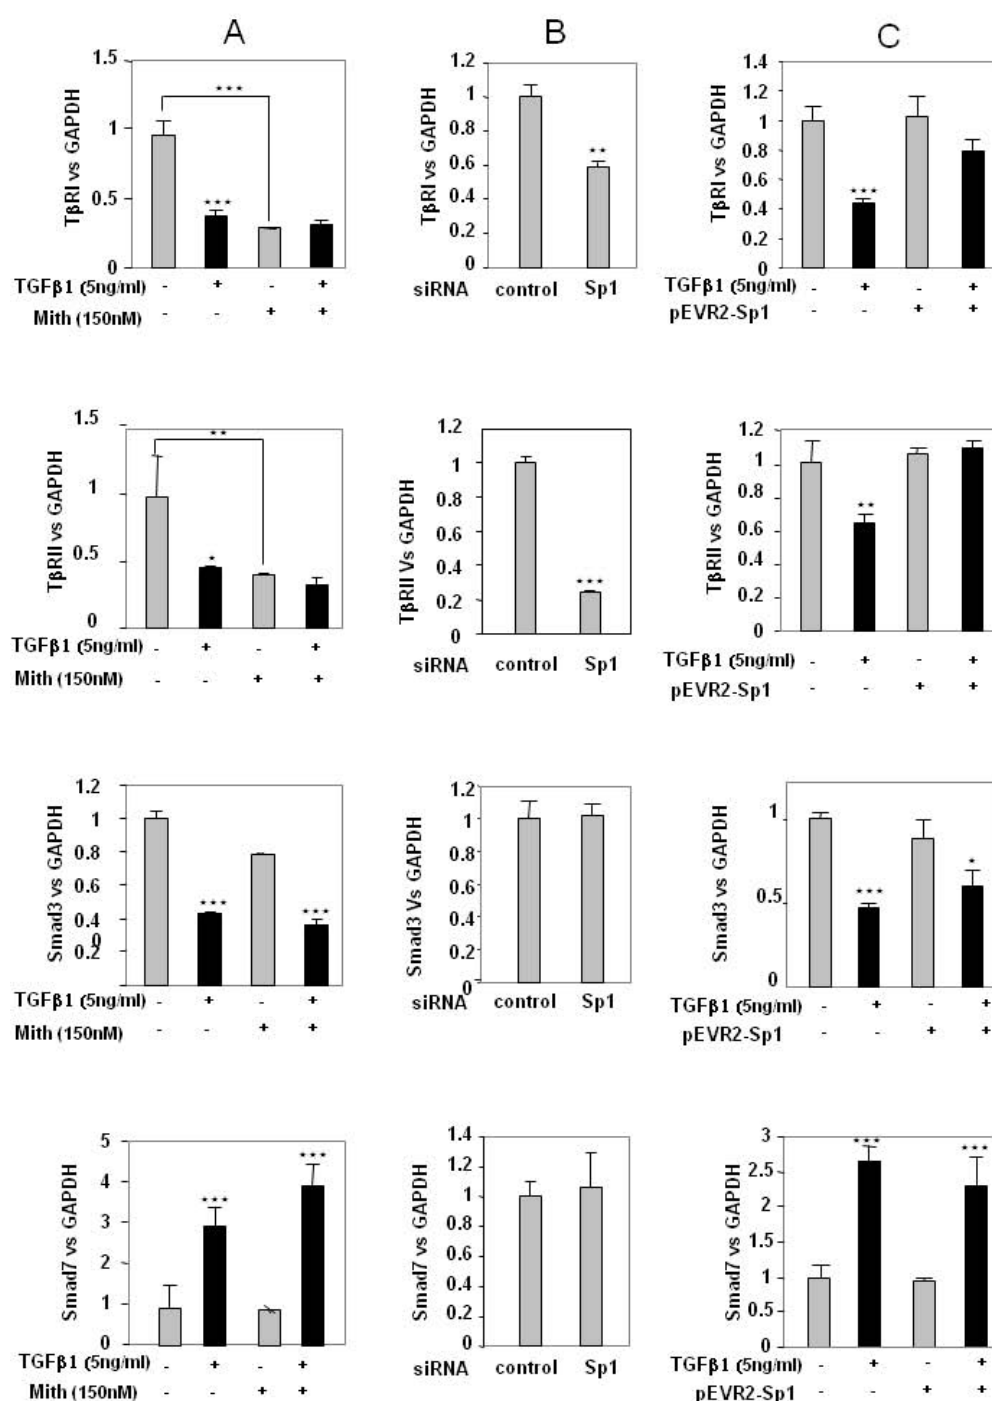 A
B
C
TβRI vs GAPDH
1.5
1
0.5
0
***
***
TGFβ1 (5ng/ml) - + - +
Mith (150nM) - - + +
TβRI vs GAPDH
1.2
1
0.8
0.6
0.4
0.2
0
**
siRNA control Sp1
TβRI vs GAPDH
1.4
1.2
1
0.8
0.6
0.4
0.2
0
***
TGFβ1 (5ng/ml) - + - +
pEVR2-Sp1 - - + +
TβRII vs GAPDH
1.5
1
0.5
0
**
*
TGFβ1 (5ng/ml) - + - +
Mith (150nM) - - + +
TβRII Vs GAPDH
1.2
1
0.8
0.6
0.4
0.2
0
***
siRNA control Sp1
TβRII vs GAPDH
1.2
1
0.8
0.6
0.4
0.2
0
**
TGFβ1 (5ng/ml) - + - +
pEVR2-Sp1 - - + +
Smad3 vs GAPDH
1.2
1
0.8
0.6
0.4
0.2
0
***
***
TGFβ1 (5ng/ml) - + - +
Mith (150nM) - - + +
Smad3 Vs GAPDH
1.2
1
0.8
0.6
0.4
0.2
0
siRNA control Sp1
Smad3 vs GAPDH
1
0.5
0
***
*
TGFβ1 (5ng/ml) - + - +
pEVR2-Sp1 - - + +
Smad7 vs GAPDH
5
4
3
2
1
0
***
***
TGFβ1 (5ng/ml) - + - +
Mith (150nM) - - + +
Smad7 vs GAPDH
1.4
1.2
1
0.8
0.6
0.4
0.2
0
siRNA control Sp1
Smad7 vs GAPDH
3
2.5
2
1.5
1
0.5
0
***
***
TGFβ1 (5ng/ml) - + - +
pEVR2-Sp1 - - + +